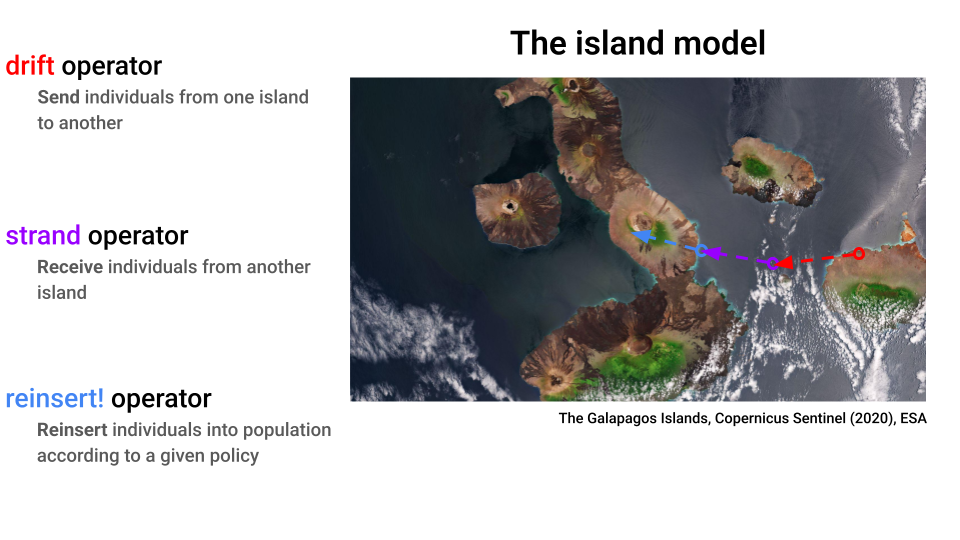 The island model
drift operator
Send individuals from one island
to another
strand operator
Receive individuals from another
island
reinsert! operator
Reinsert individuals into population
according to a given policy
The Galapagos Islands, Copernicus Sentinel (2020), ESA